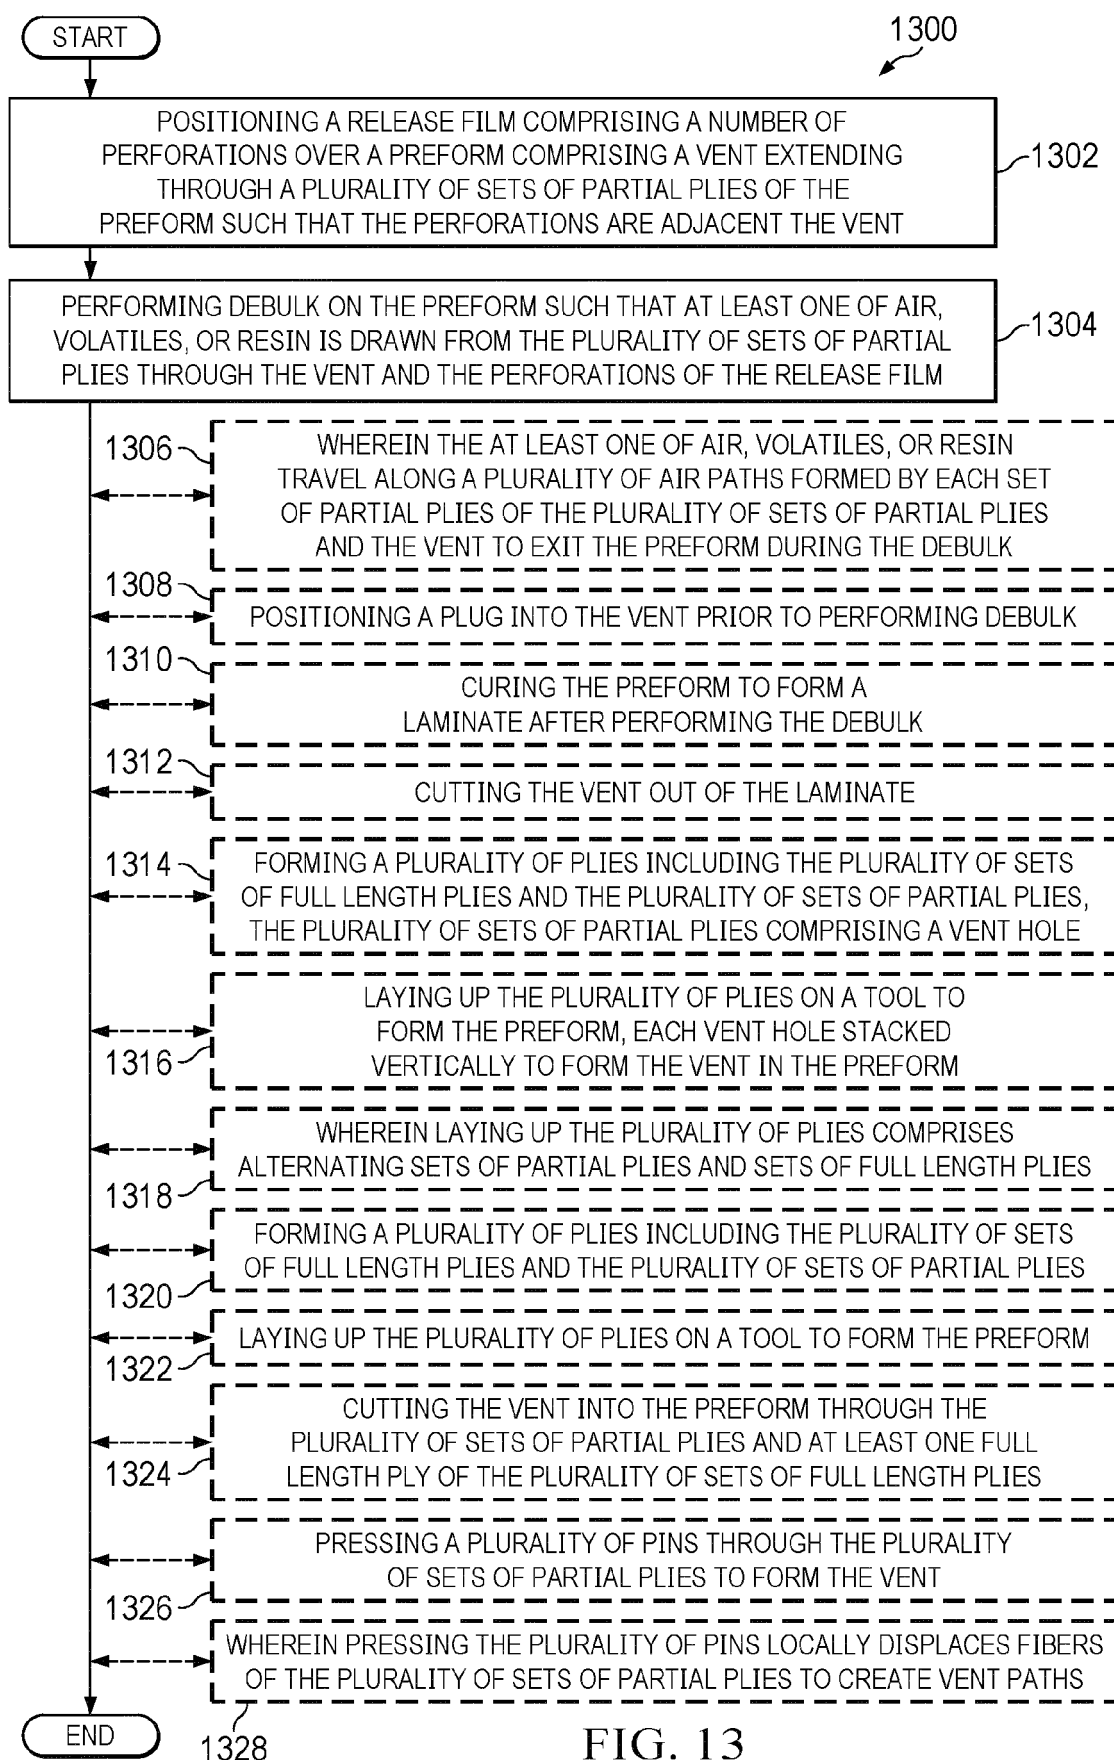 START
1300
POSITIONING A RELEASE FILM COMPRISING A NUMBER OF
PERFORATIONS OVER A PREFORM COMPRISING A VENT EXTENDING
THROUGH A PLURALITY OF SETS OF PARTIAL PLIES OF THE
PREFORM SUCH THAT THE PERFORATIONS ARE ADJACENT THE VENT
1302
PERFORMING DEBULK ON THE PREFORM SUCH THAT AT LEAST ONE OF AIR,
VOLATILES, OR RESIN IS DRAWN FROM THE PLURALITY OF SETS OF PARTIAL
PLIES THROUGH THE VENT AND THE PERFORATIONS OF THE RELEASE FILM
1304
1306
WHEREIN THE AT LEAST ONE OF AIR, VOLATILES, OR RESIN
TRAVEL ALONG A PLURALITY OF AIR PATHS FORMED BY EACH SET
OF PARTIAL PLIES OF THE PLURALITY OF SETS OF PARTIAL PLIES
AND THE VENT TO EXIT THE PREFORM DURING THE DEBULK
1308
POSITIONING A PLUG INTO THE VENT PRIOR TO PERFORMING DEBULK
1310
CURING THE PREFORM TO FORM A
LAMINATE AFTER PERFORMING THE DEBULK
1312
CUTTING THE VENT OUT OF THE LAMINATE
1314
FORMING A PLURALITY OF PLIES INCLUDING THE PLURALITY OF SETS
OF FULL LENGTH PLIES AND THE PLURALITY OF SETS OF PARTIAL PLIES,
THE PLURALITY OF SETS OF PARTIAL PLIES COMPRISING A VENT HOLE
LAYING UP THE PLURALITY OF PLIES ON A TOOL TO
FORM THE PREFORM, EACH VENT HOLE STACKED
VERTICALLY TO FORM THE VENT IN THE PREFORM
1316
WHEREIN LAYING UP THE PLURALITY OF PLIES COMPRISES
ALTERNATING SETS OF PARTIAL PLIES AND SETS OF FULL LENGTH PLIES
1318
FORMING A PLURALITY OF PLIES INCLUDING THE PLURALITY OF SETS
OF FULL LENGTH PLIES AND THE PLURALITY OF SETS OF PARTIAL PLIES
1320
LAYING UP THE PLURALITY OF PLIES ON A TOOL TO FORM THE PREFORM
1322
CUTTING THE VENT INTO THE PREFORM THROUGH THE
PLURALITY OF SETS OF PARTIAL PLIES AND AT LEAST ONE FULL
LENGTH PLY OF THE PLURALITY OF SETS OF FULL LENGTH PLIES
1324
PRESSING A PLURALITY OF PINS THROUGH THE PLURALITY
OF SETS OF PARTIAL PLIES TO FORM THE VENT
1326
WHEREIN PRESSING THE PLURALITY OF PINS LOCALLY DISPLACES FIBERS
OF THE PLURALITY OF SETS OF PARTIAL PLIES TO CREATE VENT PATHS
1328
END
FIG. 13